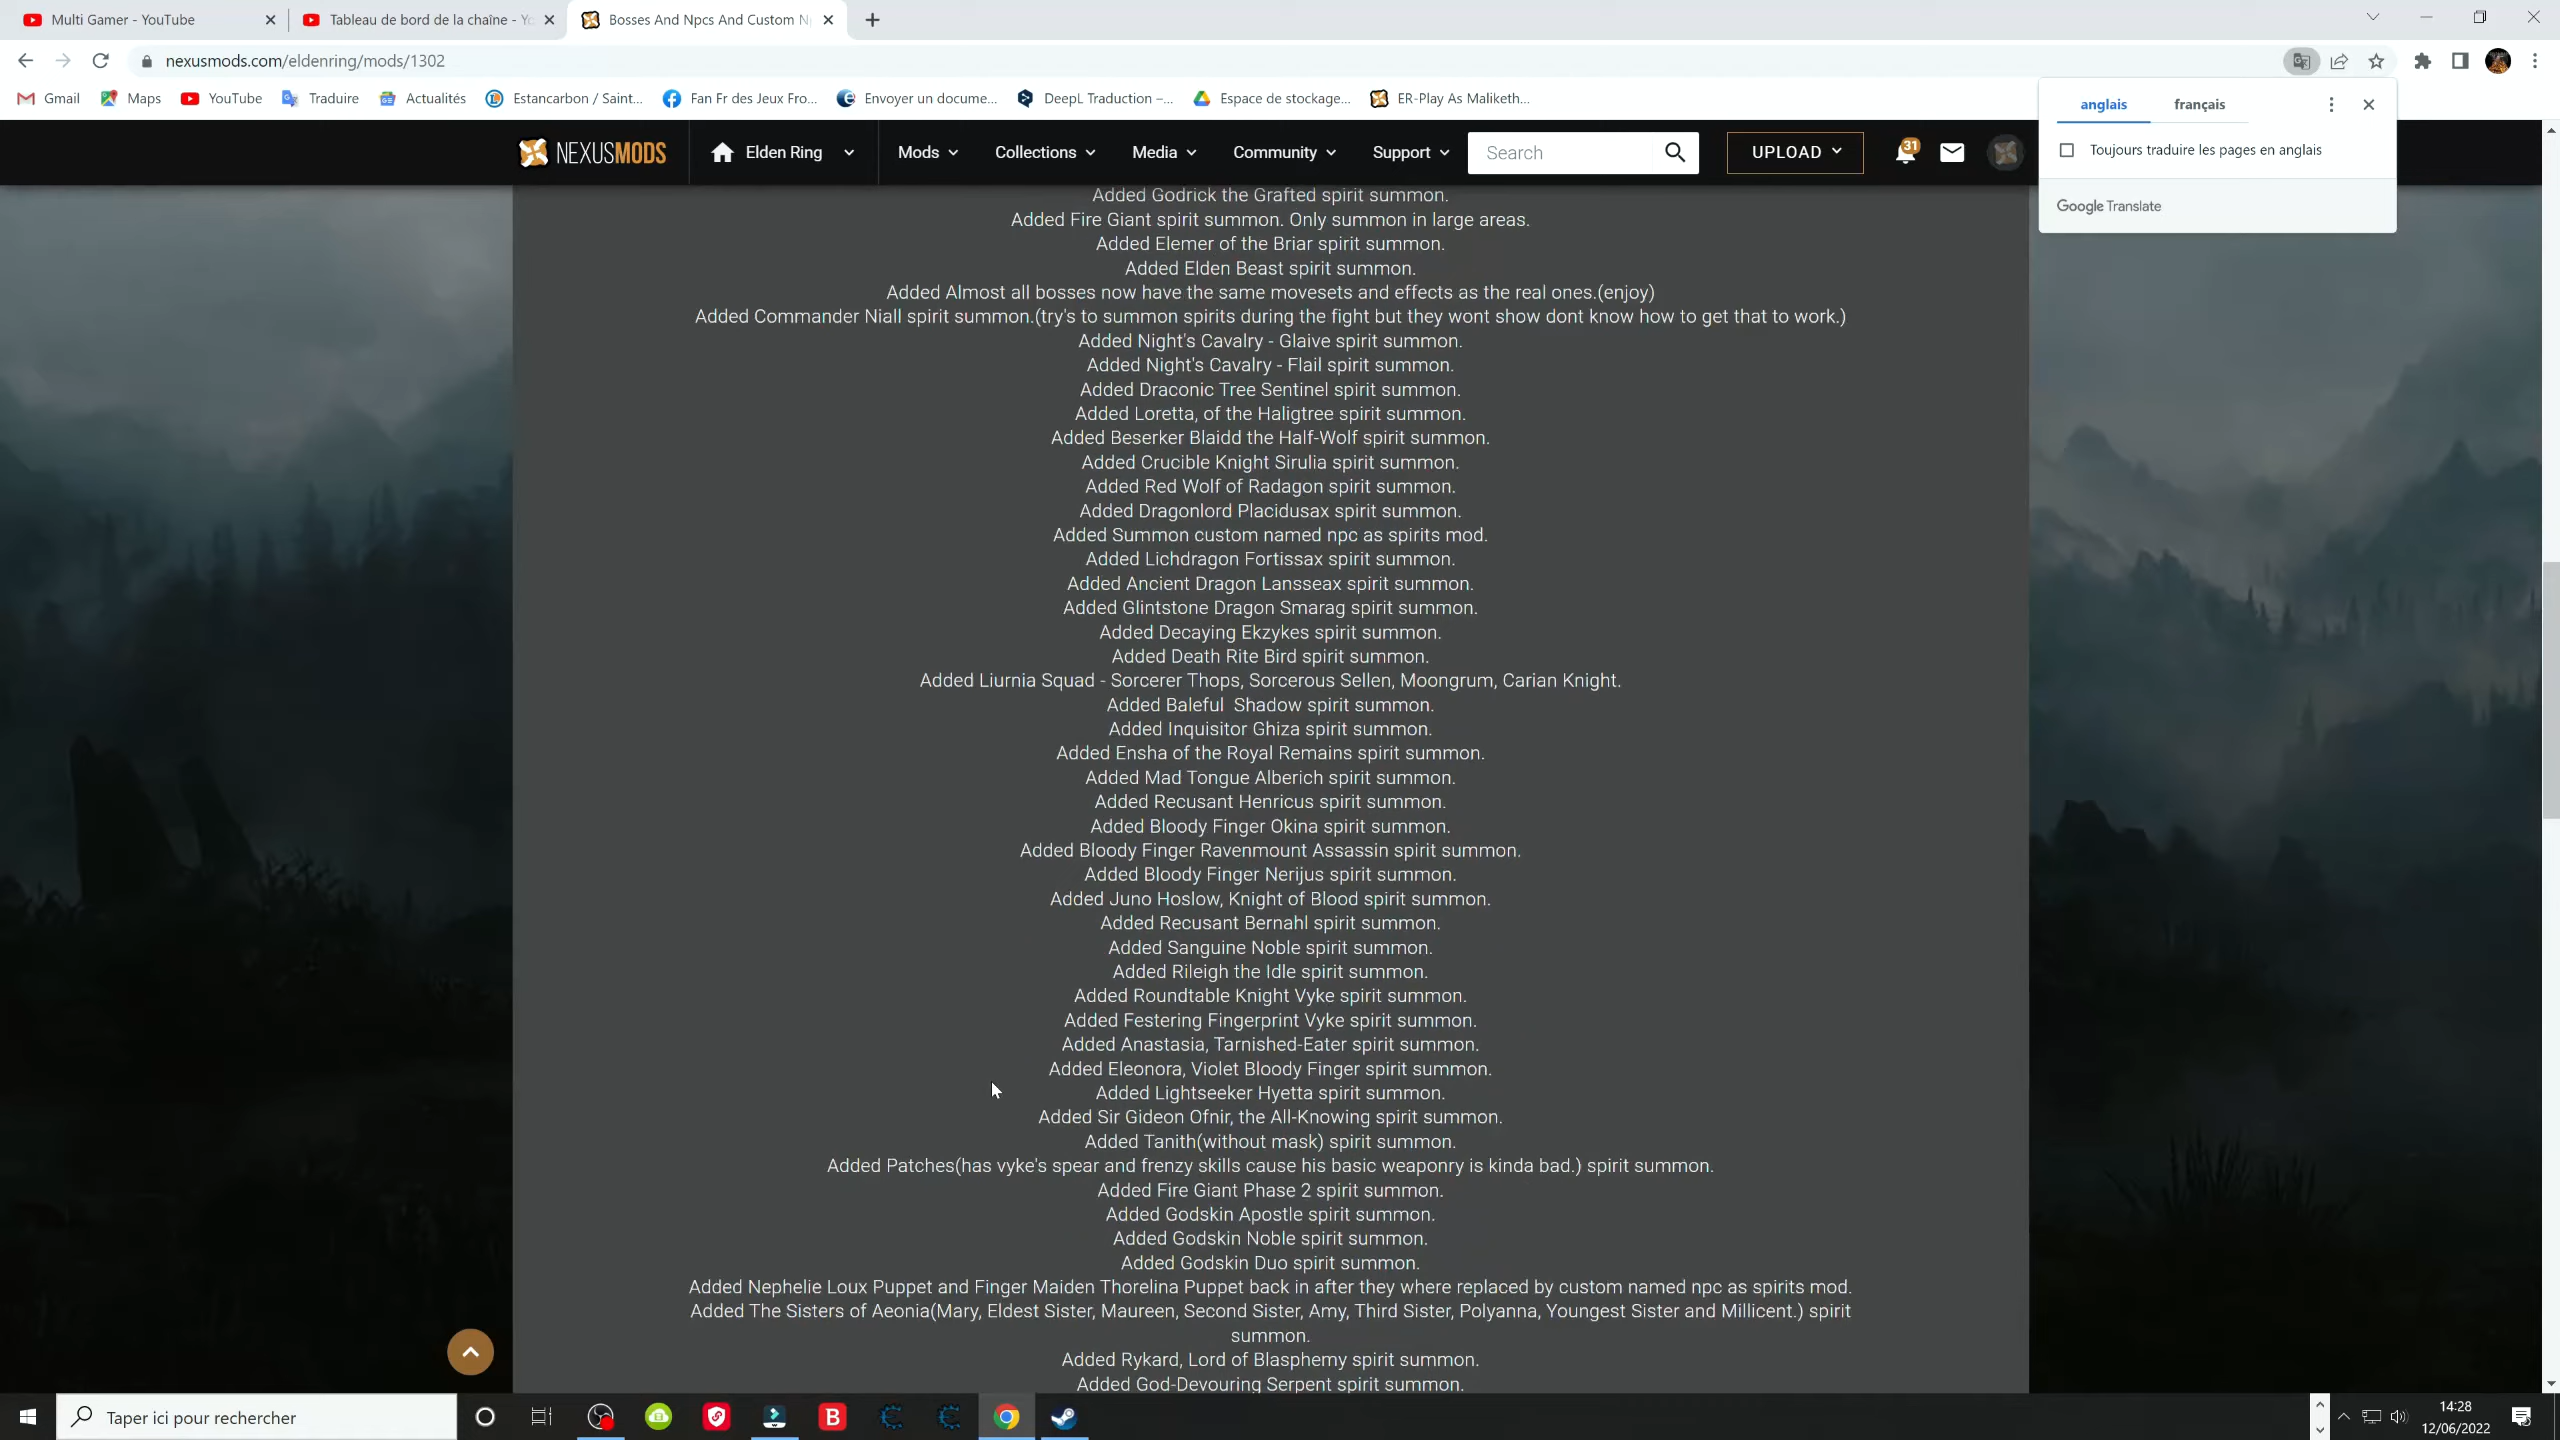 Multi Gamer - YouTube
Tableau de bord de la chaîne - Yo
Bosses And Npcs And Custom N
nexusmods.com/eldenring/mods/1302
Gmail
Maps
YouTube
Traduire
Actualités
Estancarbon / Saint...
Fan Fr des Jeux Fro...
Envoyer un docume...
DeepL Traduction –...
Espace de stockage...
ER-Play As Maliketh...
anglais
français
Toujours traduire les pages en anglais
Google Translate
NEXUSMODS
Elden Ring
Mods
Collections
Media
Community
Support
Search
UPLOAD
31
Added Godrick the Grafted spirit summon.
Added Fire Giant spirit summon. Only summon in large areas.
Added Elemer of the Briar spirit summon.
Added Elden Beast spirit summon.
Added Almost all bosses now have the same movesets and effects as the real ones.(enjoy)
Added Commander Niall spirit summon.(try's to summon spirits during the fight but they wont show dont know how to get that to work.)
Added Night's Cavalry - Glaive spirit summon.
Added Night's Cavalry - Flail spirit summon.
Added Draconic Tree Sentinel spirit summon.
Added Loretta, of the Haligtree spirit summon.
Added Beserker Blaidd the Half-Wolf spirit summon.
Added Crucible Knight Sirulia spirit summon.
Added Red Wolf of Radagon spirit summon.
Added Dragonlord Placidusax spirit summon.
Added Summon custom named npc as spirits mod.
Added Lichdragon Fortissax spirit summon.
Added Ancient Dragon Lansseax spirit summon.
Added Glintstone Dragon Smarag spirit summon.
Added Decaying Ekzykes spirit summon.
Added Death Rite Bird spirit summon.
Added Liurnia Squad - Sorcerer Thops, Sorcerous Sellen, Moongrum, Carian Knight.
Added Baleful  Shadow spirit summon.
Added Inquisitor Ghiza spirit summon.
Added Ensha of the Royal Remains spirit summon.
Added Mad Tongue Alberich spirit summon.
Added Recusant Henricus spirit summon.
Added Bloody Finger Okina spirit summon.
Added Bloody Finger Ravenmount Assassin spirit summon.
Added Bloody Finger Nerijus spirit summon.
Added Juno Hoslow, Knight of Blood spirit summon.
Added Recusant Bernahl spirit summon.
Added Sanguine Noble spirit summon.
Added Rileigh the Idle spirit summon.
Added Roundtable Knight Vyke spirit summon.
Added Festering Fingerprint Vyke spirit summon.
Added Anastasia, Tarnished-Eater spirit summon.
Added Eleonora, Violet Bloody Finger spirit summon.
Added Lightseeker Hyetta spirit summon.
Added Sir Gideon Ofnir, the All-Knowing spirit summon.
Added Tanith(without mask) spirit summon.
Added Patches(has vyke's spear and frenzy skills cause his basic weaponry is kinda bad.) spirit summon.
Added Fire Giant Phase 2 spirit summon.
Added Godskin Apostle spirit summon.
Added Godskin Noble spirit summon.
Added Godskin Duo spirit summon.
Added Nephelie Loux Puppet and Finger Maiden Thorelina Puppet back in after they where replaced by custom named npc as spirits mod.
Added The Sisters of Aeonia(Mary, Eldest Sister, Maureen, Second Sister, Amy, Third Sister, Polyanna, Youngest Sister and Millicent.) spirit
summon.
Added Rykard, Lord of Blasphemy spirit summon.
Added God-Devouring Serpent spirit summon.
Taper ici pour rechercher
B
14:28
12/06/2022